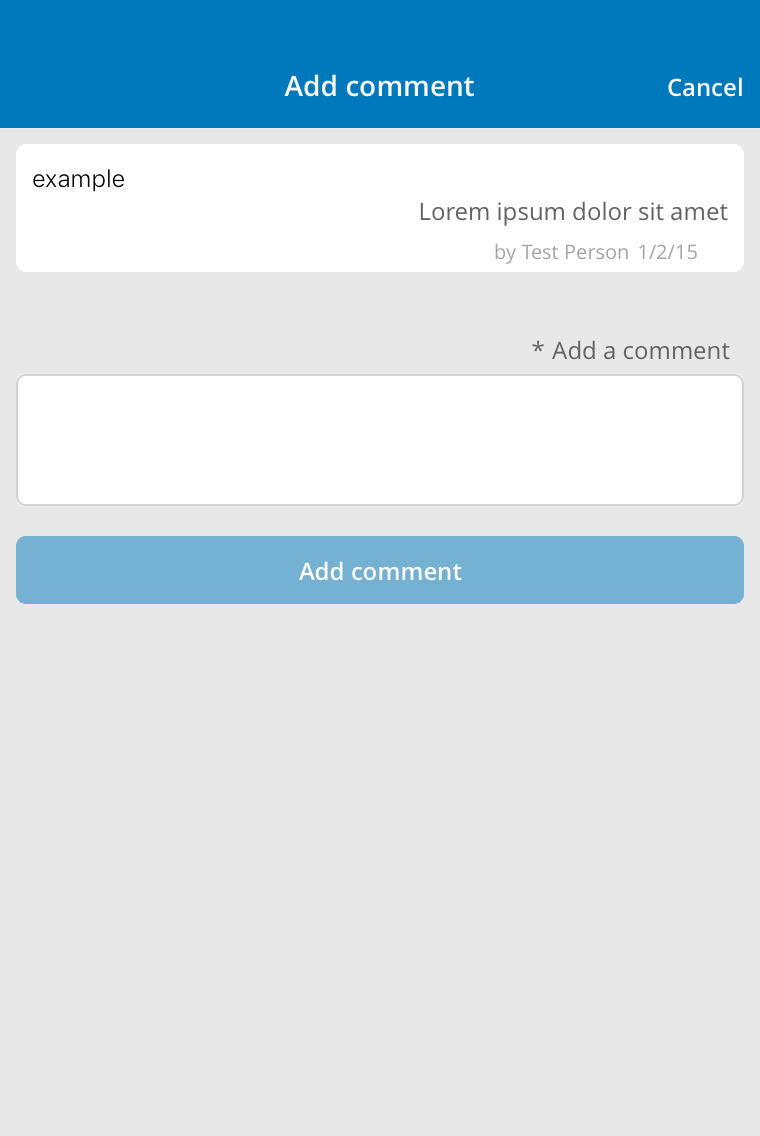 Add comment
Cancel
example
Lorem ipsum dolor sit amet
by Test Person 1/2/15
* Add a comment
Add comment